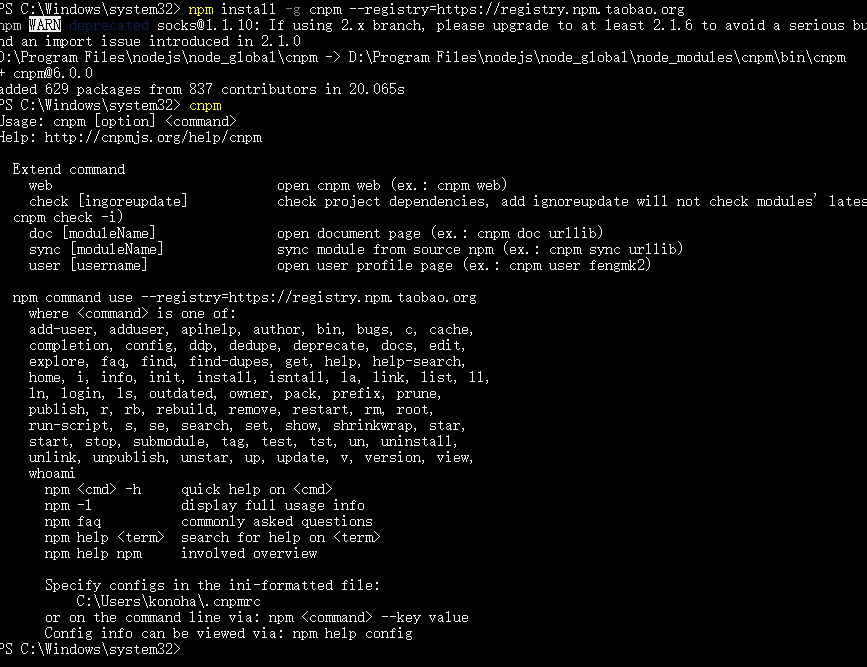 PS C:\Windows\system32> npm install -g cnpm --registry=https://registry.npm.taobao.org
npm WARN deprecated socks@1.1.10: If using 2.x branch, please upgrade to at least 2.1.6 to avoid a serious bu
nd an import issue introduced in 2.1.0
D:\Program Files\nodejs\node_global\cnpm -> D:\Program Files\nodejs\node_global\node_modules\cnpm\bin\cnpm
+ cnpm@6.0.0
added 629 packages from 837 contributors in 20.065s
PS C:\Windows\system32> cnpm
Usage: cnpm [option] <command>
Help: http://cnpmjs.org/help/cnpm
Extend command
web open cnpm web (ex.: cnpm web)
check [ingoreupdate] check project dependencies, add ignoreupdate will not check modules' lates
cnpm check -i)
doc [moduleName] open document page (ex.: cnpm doc urllib)
sync [moduleName] sync module from source npm (ex.: cnpm sync urllib)
user [username] open user profile page (ex.: cnpm user fengmk2)
npm command use --registry=https://registry.npm.taobao.org
where <command> is one of:
add-user, adduser, apihelp, author, bin, bugs, c, cache,
completion, config, ddp, dedupe, deprecate, docs, edit,
explore, faq, find, find-dupes, get, help, help-search,
home, i, info, init, install, isntall, la, link, list, ll,
ln, login, ls, outdated, owner, pack, prefix, prune,
publish, r, rb, rebuild, remove, restart, rm, root,
run-script, s, se, search, set, show, shrinkwrap, star,
start, stop, submodule, tag, test, tst, un, uninstall,
unlink, unpublish, unstar, up, update, v, version, view,
whoami
npm <cmd> -h quick help on <cmd>
npm -l display full usage info
npm faq commonly asked questions
npm help <term> search for help on <term>
npm help npm involved overview
Specify configs in the ini-formatted file:
C:\Users\konoha\.cnpmrc
or on the command line via: npm <command> --key value
Config info can be viewed via: npm help config
PS C:\Windows\system32>